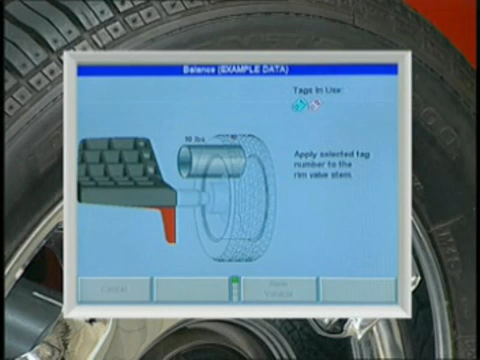 Balance (EXAMPLE DATA)
Tags In Use:
10 lbs
Apply selected tag
number to the
rim valve stem.
Cancel
New
Vehicle